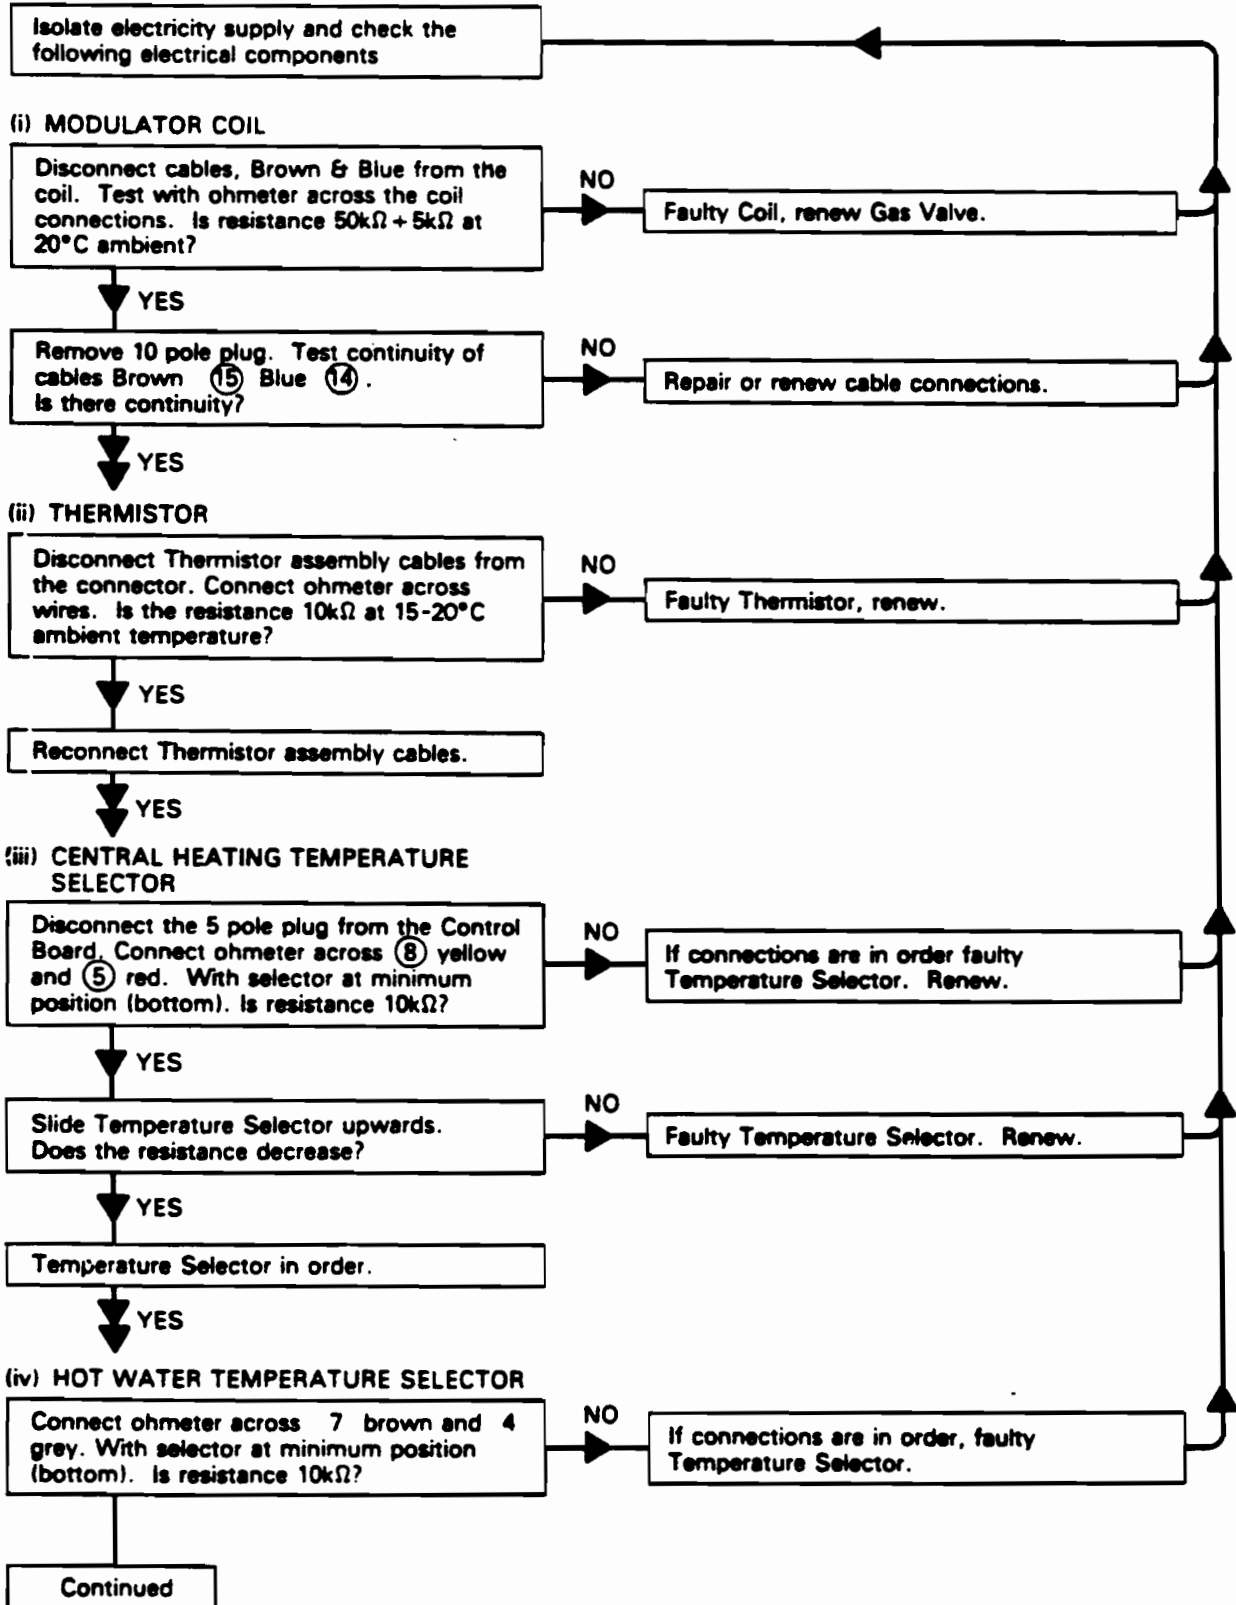 Isolate electricity supply and check the
following electrical components
(i) MODULATOR COIL
Disconnect cables, Brown & Blue from the
coil. Test with ohmeter across the coil
connections. Is resistance 50kΩ + 5kΩ at
20°C ambient?
NO
Faulty Coil, renew Gas Valve.
YES
Remove 10 pole plug. Test continuity of
cables Brown 15 Blue 14.
Is there continuity?
NO
Repair or renew cable connections.
YES
(ii) THERMISTOR
Disconnect Thermistor assembly cables from
the connector. Connect ohmeter across
wires. Is the resistance 10kΩ at 15-20°C
ambient temperature?
NO
Faulty Thermistor, renew.
YES
Reconnect Thermistor assembly cables.
YES
(iii) CENTRAL HEATING TEMPERATURE
SELECTOR
Disconnect the 5 pole plug from the Control
Board, Connect ohmeter across 8 yellow
and 5 red. With selector at minimum
position (bottom). Is resistance 10kΩ?
NO
If connections are in order faulty
Temperature Selector. Renew.
YES
Slide Temperature Selector upwards.
Does the resistance decrease?
NO
Faulty Temperature Selector. Renew.
YES
Temperature Selector in order.
YES
(iv) HOT WATER TEMPERATURE SELECTOR
Connect ohmeter across 7 brown and 4
grey. With selector at minimum position
(bottom). Is resistance 10kΩ?
NO
If connections are in order, faulty
Temperature Selector.
Continued